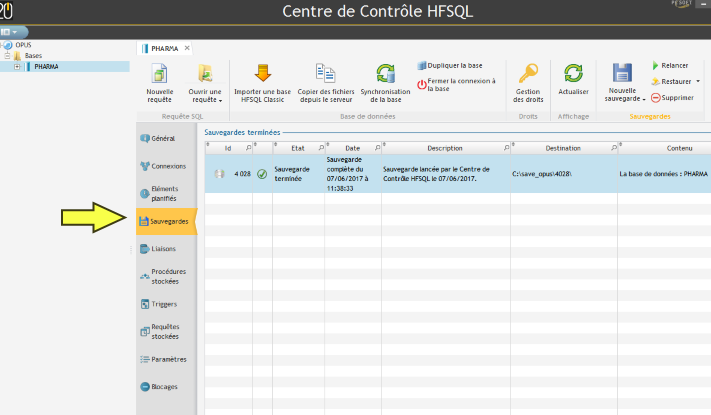 20
Centre de Contrôle HFSQL
PC SOFT
OPUS
Bases
PHARMA
PHARMA
Nouvelle requête
Ouvrir une requête
Importer une base HFSQL Classic
Copier des fichiers depuis le serveur
Synchronisation de la base
Dupliquer la base
Fermer la connexion à la base
Gestion des droits
Actualiser
Nouvelle sauvegarde
Relancer
Restaurer
Supprimer
Requête SQL
Base de données
Droits
Affichage
Sauvegardes
Général
Connexions
Eléments planifiés
Sauvegardes
Liaisons
Procédures stockées
Triggers
Requêtes stockées
Paramètres
Blocages
Sauvegardes terminées
Id Etat Date Description Destination Contenu
4 028
Sauvegarde terminée
Sauvegarde complète du 07/06/2017 à 11:38:33
Sauvegarde lancée par le Centre de Contrôle HFSQL le 07/06/2017.
C:\save_opus\4028\
La base de données : PHARMA